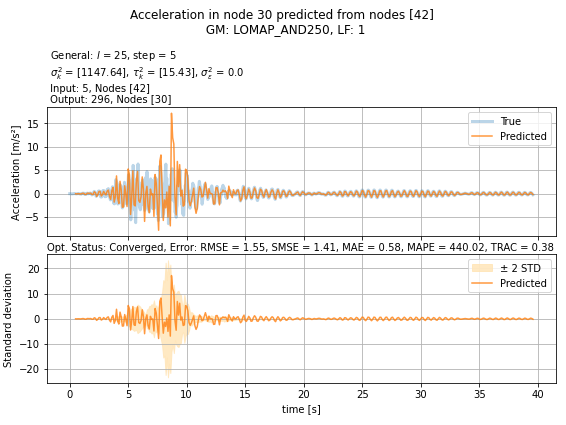 Acceleration in node 30 predicted from nodes [42]
GM: LOMAP_AND250, LF: 1
General: l = 25, step = 5
σ²ₖ = [1147.64], τ²ₖ = [15.43], σ²_ε = 0.0
Input: 5, Nodes [42]
Output: 296, Nodes [30]
Acceleration [m/s²]
15
10
5
0
−5
True
Predicted
Opt. Status: Converged, Error: RMSE = 1.55, SMSE = 1.41, MAE = 0.58, MAPE = 440.02, TRAC = 0.38
Standard deviation
20
10
0
−10
−20
± 2 STD
Predicted
0 5 10 15 20 25 30 35 40
time [s]